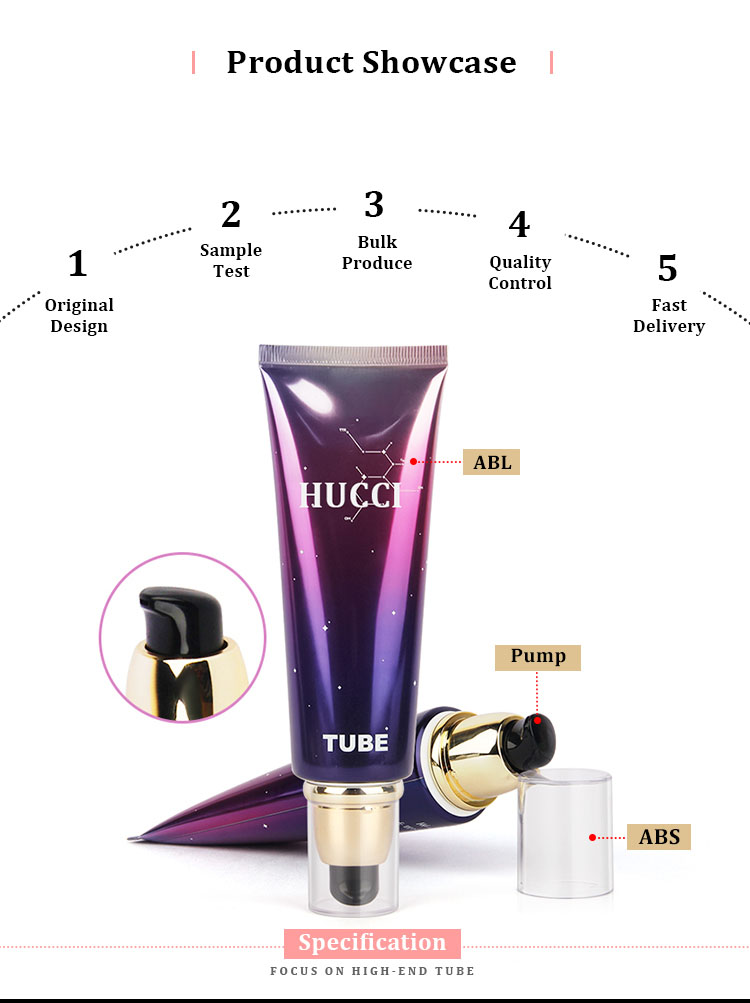 Product Showcase
1
Original
Design
2
Sample
Test
3
Bulk
Produce
4
Quality
Control
5
Fast
Delivery
ABL
HUCCI
Pump
TUBE
ABS
Specification
FOCUS ON HIGH-END TUBE